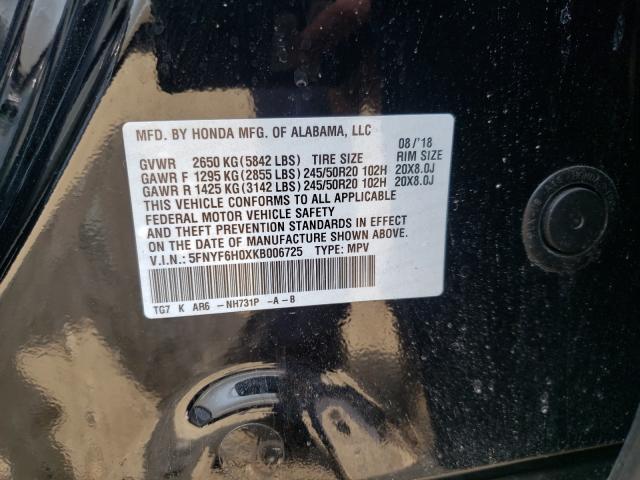 MFD. BY HONDA MFG. OF ALABAMA, LLC 08/'18
GVWR 2650 KG (5842 LBS) TIRE SIZE RIM SIZE
GAWR F 1295 KG (2855 LBS) 245/50R20 102H 20X8.0J
GAWR R 1425 KG (3142 LBS) 245/50R20 102H 20X8.0J
THIS VEHICLE CONFORMS TO ALL APPLICABLE
FEDERAL MOTOR VEHICLE SAFETY
AND THEFT PREVENTION STANDARDS IN EFFECT
ON THE DATE OF MANUFACTURE SHOWN ABOVE.
V.I.N.: 5FNYF6H0XKB006725 TYPE: MPV
TG7 K AR6 -NH731P -A-B